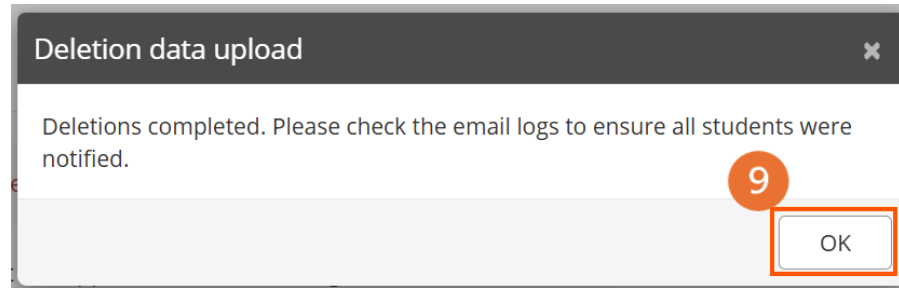 Deletion data upload
Deletions completed. Please check the email logs to ensure all students were
notified.
9
OK